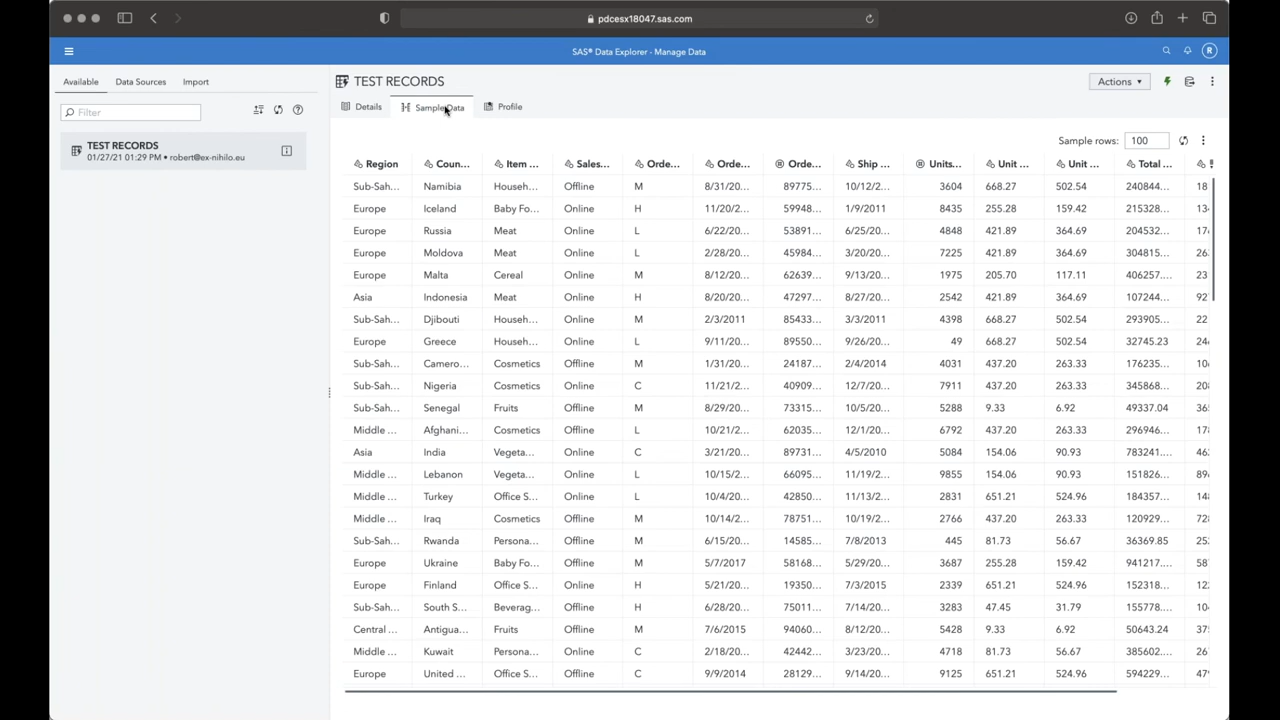 pdcesx18047.sas.com
SAS® Data Explorer - Manage Data
R
Available Data Sources Import
Filter
TEST RECORDS
01/27/21 01:29 PM • robert@ex-nihilo.eu
TEST RECORDS
Actions
Details Sample Data Profile
Sample rows: 100
Region Coun... Item ... Sales... Orde... Orde... Orde... Ship ... Units... Unit ... Unit ... Total ...
Sub-Sah... Namibia Househ... Offline M 8/31/20... 89775... 10/12/2... 3604 668.27 502.54 240844... 18
Europe Iceland Baby Fo... Online H 11/20/2... 59948... 1/9/2011 8435 255.28 159.42 215328... 13
Europe Russia Meat Online L 6/22/20... 53891... 6/25/20... 4848 421.89 364.69 204532... 17
Europe Moldova Meat Online L 2/28/20... 45984... 3/20/20... 7225 421.89 364.69 304815... 26
Europe Malta Cereal Online M 8/12/20... 62639... 9/13/20... 1975 205.70 117.11 406257.... 23
Asia Indonesia Meat Online H 8/20/20... 47297... 8/27/20... 2542 421.89 364.69 107244... 92
Sub-Sah... Djibouti Househ... Online M 2/3/2011 85433... 3/3/2011 4398 668.27 502.54 293905... 22
Europe Greece Househ... Online L 9/11/20... 89550... 9/26/20... 49 668.27 502.54 32745.23 24
Sub-Sah... Camero... Cosmetics Offline M 1/31/20... 24187... 2/4/2014 4031 437.20 263.33 176235... 10
Sub-Sah... Nigeria Cosmetics Online C 11/21/2... 40909... 12/7/20... 7911 437.20 263.33 345868... 20
Sub-Sah... Senegal Fruits Offline M 8/29/20... 73315... 10/5/20... 5288 9.33 6.92 49337.04 36
Middle ... Afghani... Cosmetics Offline L 10/21/2... 62035... 12/1/20... 6792 437.20 263.33 296946... 17
Asia India Vegeta... Online C 3/21/20... 89731... 4/5/2010 5084 154.06 90.93 783241.... 46
Middle ... Lebanon Vegeta... Online L 10/15/2... 66095... 11/19/2... 9855 154.06 90.93 151826... 89
Middle ... Turkey Office S... Online L 10/4/20... 42850... 11/13/2... 2831 651.21 524.96 184357... 14
Middle ... Iraq Cosmetics Offline M 10/14/2... 78751... 10/19/2... 2766 437.20 263.33 120929... 72
Sub-Sah... Rwanda Persona... Offline M 6/15/20... 14585... 7/8/2013 445 81.73 56.67 36369.85 25
Europe Ukraine Baby Fo... Offline M 5/7/2017 58168... 5/29/20... 3687 255.28 159.42 941217.... 58
Europe Finland Office S... Online H 5/21/20... 19350... 7/3/2015 2339 651.21 524.96 152318... 12
Sub-Sah... South S... Beverag... Offline H 6/28/20... 75011... 7/14/20... 3283 47.45 31.79 155778.... 10
Central ... Antigua... Fruits Offline M 7/6/2015 94060... 8/12/20... 5428 9.33 6.92 50643.24 37
Middle ... Kuwait Persona... Offline C 2/18/20... 42442... 3/23/20... 4718 81.73 56.67 385602.... 26
Europe United ... Office S... Offline C 9/9/2014 28129... 9/14/20... 9125 651.21 524.96 594229... 47